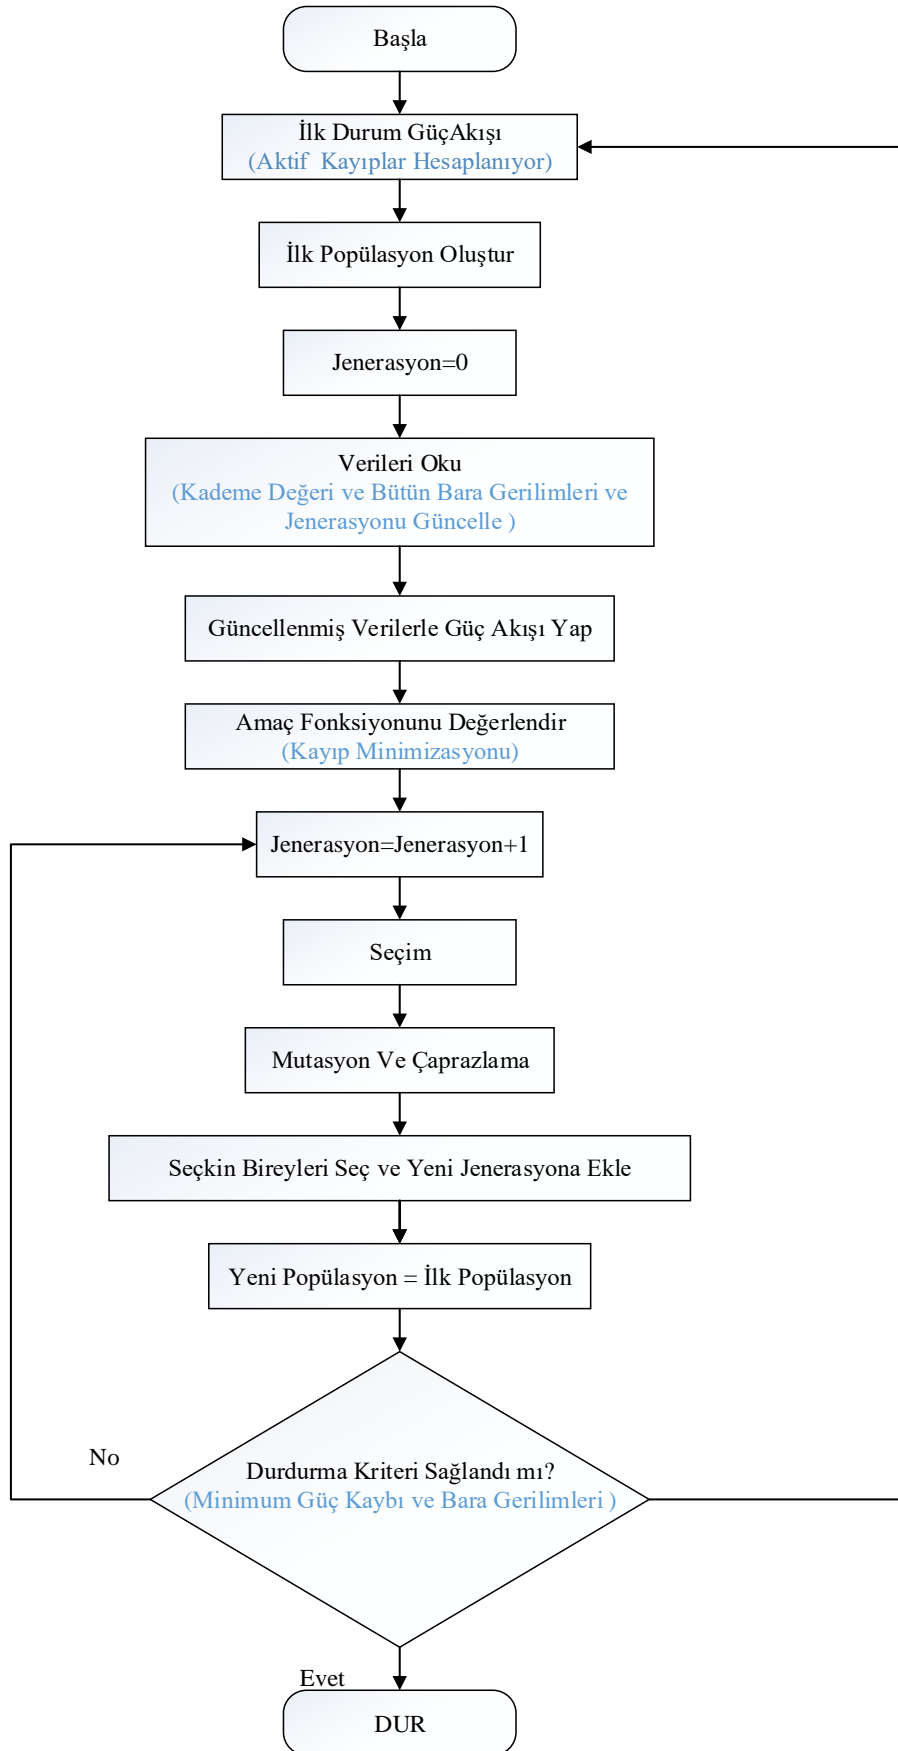 Başla
İlk Durum GüçAkışı
(Aktif Kayıplar Hesaplanıyor)
İlk Popülasyon Oluştur
Jenerasyon=0
Verileri Oku
(Kademe Değeri ve Bütün Bara Gerilimleri ve
Jenerasyonu Güncelle )
Güncellenmiş Verilerle Güç Akışı Yap
Amaç Fonksiyonunu Değerlendir
(Kayıp Minimizasyonu)
Jenerasyon=Jenerasyon+1
Seçim
Mutasyon Ve Çaprazlama
Seçkin Bireyleri Seç ve Yeni Jenerasyona Ekle
Yeni Popülasyon = İlk Popülasyon
No
Durdurma Kriteri Sağlandı mı?
(Minimum Güç Kaybı ve Bara Gerilimleri )
Evet
DUR